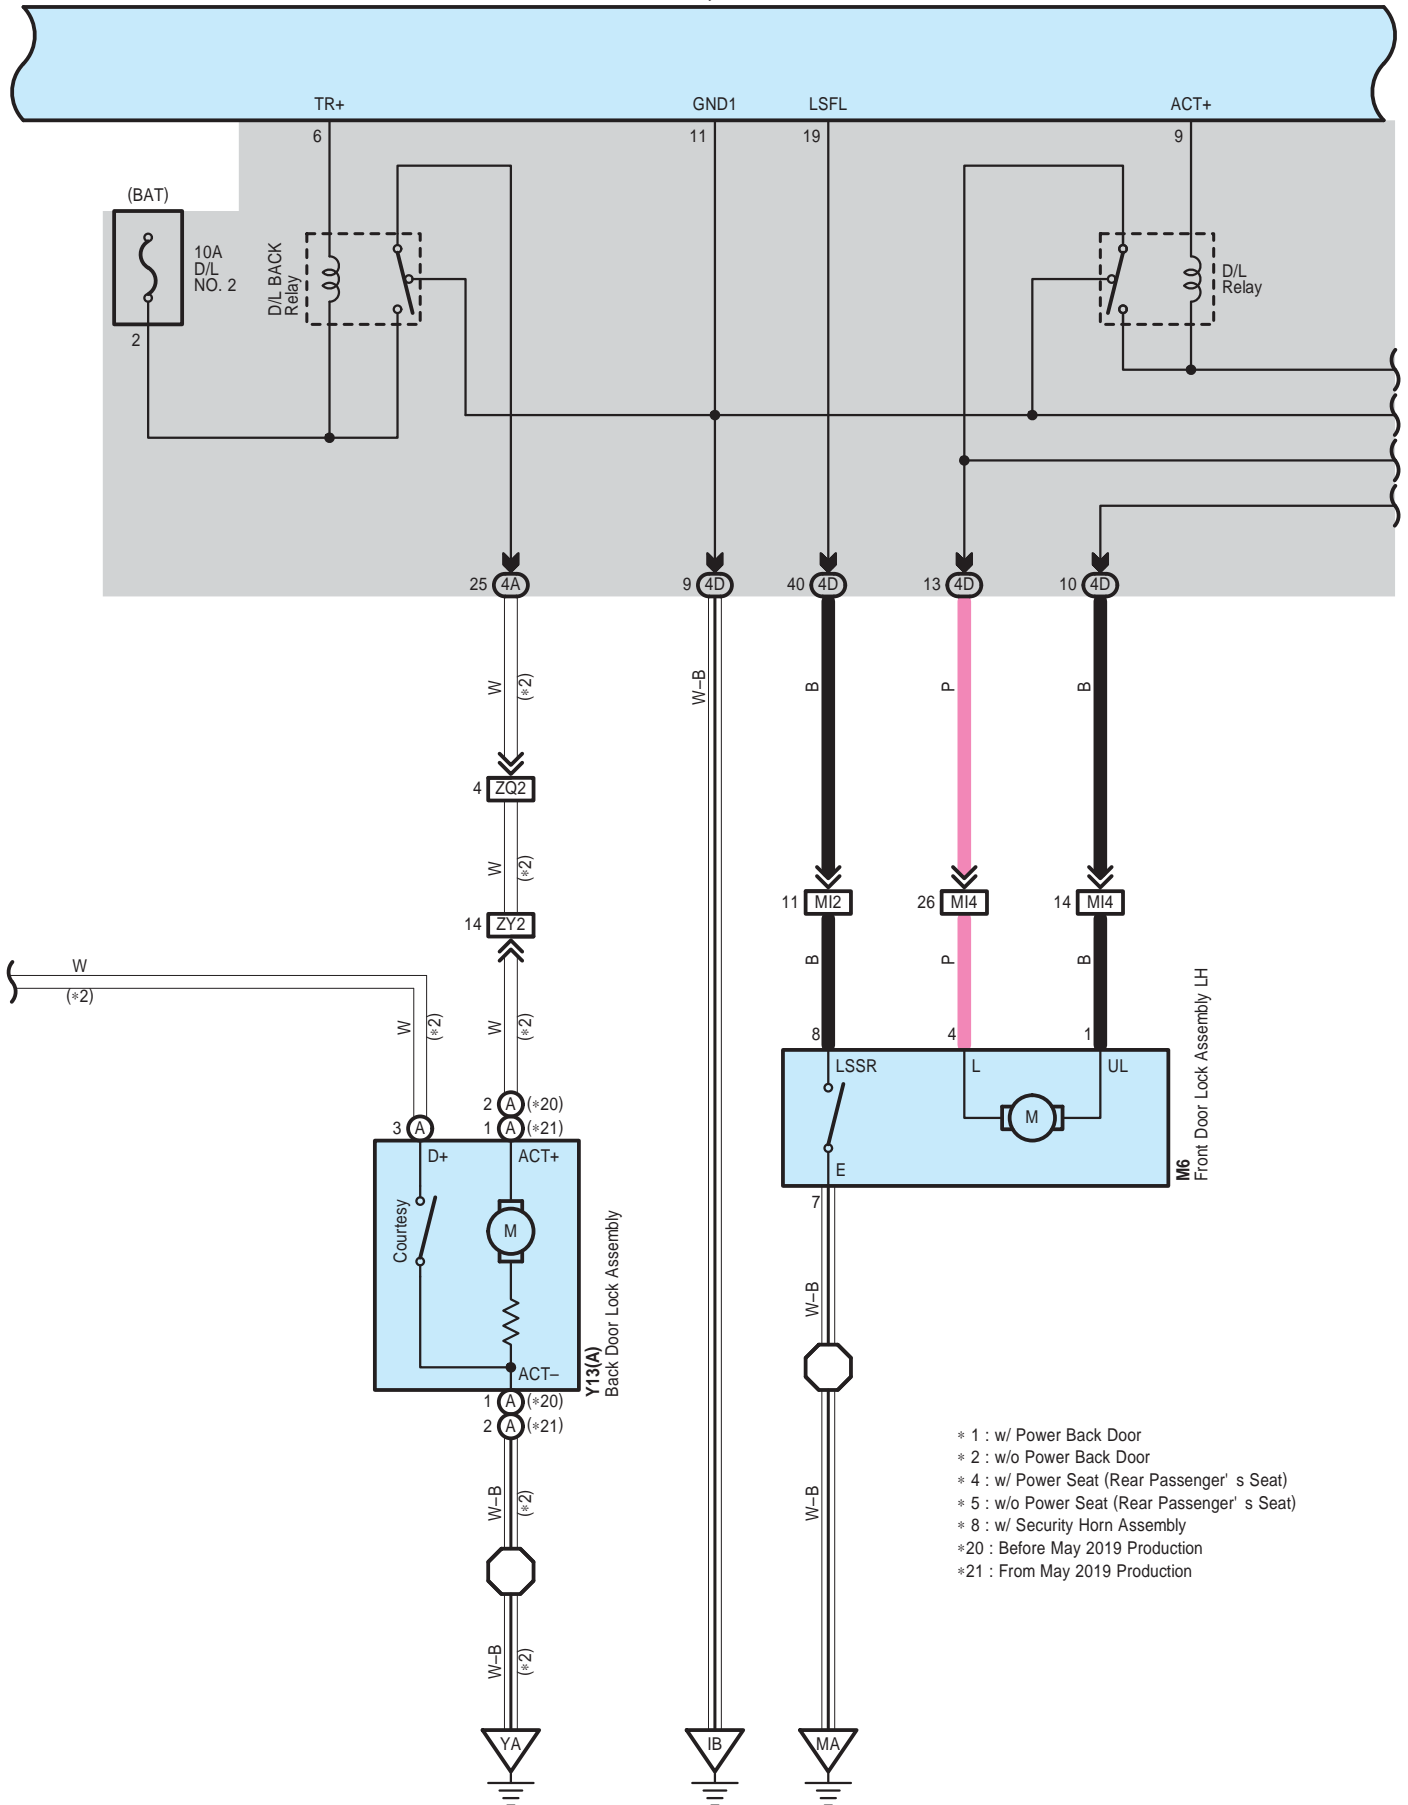 TR+
GND1
LSFL
ACT+
6
11
19
9
(BAT)
10A
D/L
NO. 2
2
D/L BACK
Relay
D/L
Relay
25 4A
9 4D
40 4D
13 4D
10 4D
W
(*2)
W–B
B
P
B
4 ZQ2
W
(*2)
11 MI2
26 MI4
14 MI4
14 ZY2
W
(*2)
W
(*2)
W
(*2)
B
P
B
8
4
1
LSSR
L
UL
M
E
M6
Front Door Lock Assembly LH
7
2 A (*20)
3 A
1 A (*21)
D+
ACT+
Courtesy
M
ACT–
Y13(A)
Back Door Lock Assembly
1 A (*20)
2 A (*21)
W–B
W–B
(*2)
W–B
W–B
(*2)
* 1 : w/ Power Back Door
* 2 : w/o Power Back Door
* 4 : w/ Power Seat (Rear Passenger' s Seat)
* 5 : w/o Power Seat (Rear Passenger' s Seat)
* 8 : w/ Security Horn Assembly
*20 : Before May 2019 Production
*21 : From May 2019 Production
YA
IB
MA